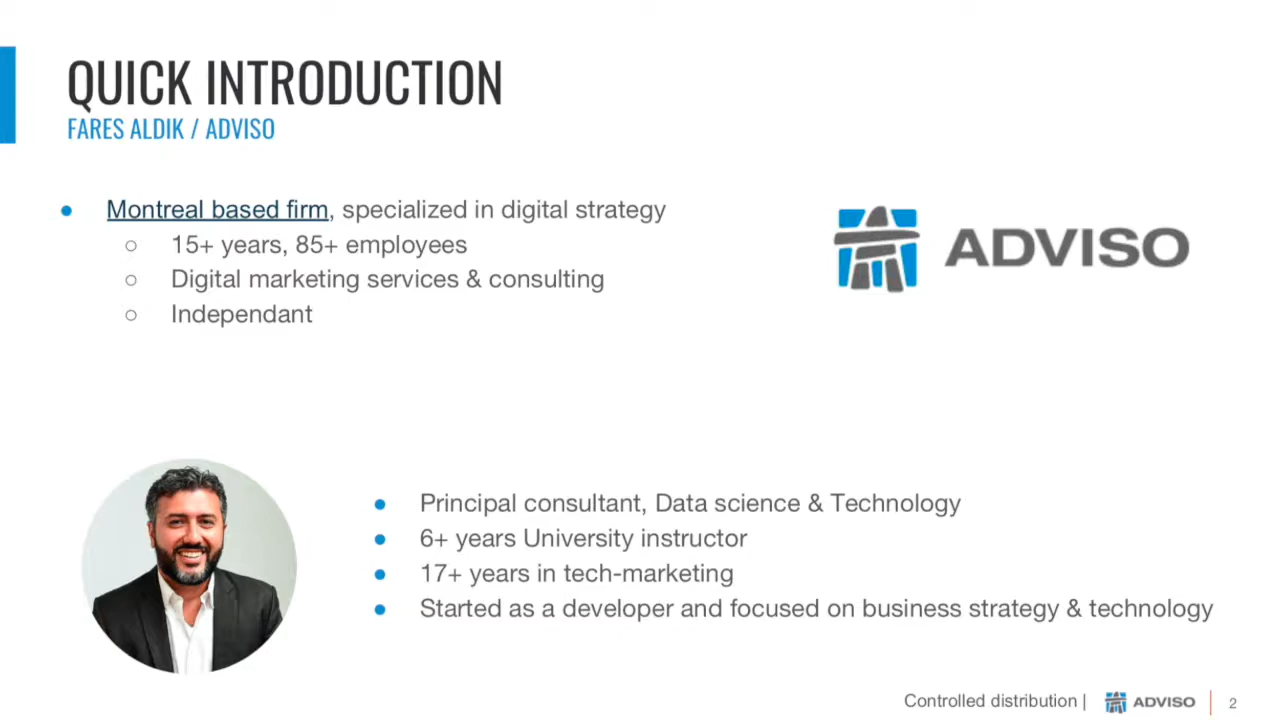 QUICK INTRODUCTION
FARES ALDIK / ADVISO
● Montreal based firm, specialized in digital strategy
○ 15+ years, 85+ employees
○ Digital marketing services & consulting
○ Independant
ADVISO
● Principal consultant, Data science & Technology
● 6+ years University instructor
● 17+ years in tech-marketing
● Started as a developer and focused on business strategy & technology
Controlled distribution | ADVISO | 2